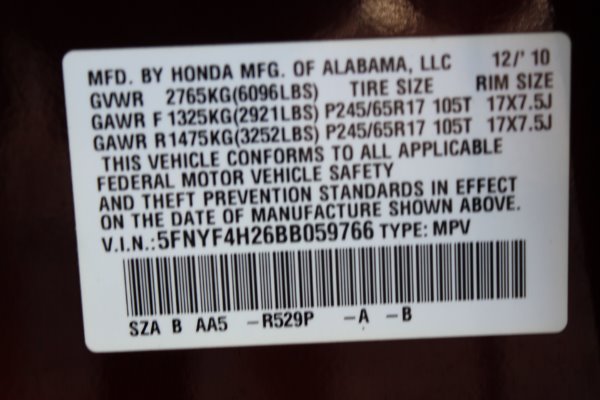 MFD. BY HONDA MFG. OF ALABAMA, LLC 12/' 10
GVWR 2765KG(6096LBS) TIRE SIZE RIM SIZE
GAWR F 1325KG(2921LBS) P245/65R17 105T 17X7.5J
GAWR R1475KG(3252LBS) P245/65R17 105T 17X7.5J
THIS VEHICLE CONFORMS TO ALL APPLICABLE
FEDERAL MOTOR VEHICLE SAFETY
AND THEFT PREVENTION STANDARDS IN EFFECT
ON THE DATE OF MANUFACTURE SHOWN ABOVE.
V.I.N.:5FNYF4H26BB059766 TYPE: MPV
SZA B AA5 -R529P -A -B